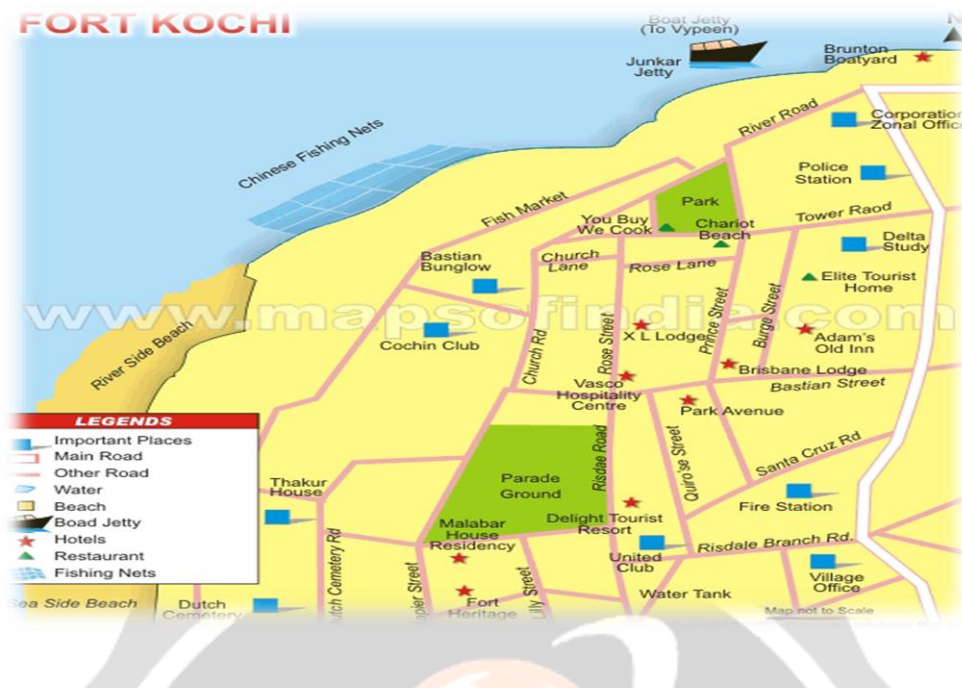 FORT KOCHI
Boat Jetty
(To Vypeen)
N
Junkar
Jetty
Brunton
Boatyard
River Road
Corporation
Zonal Office
Chinese Fishing Nets
Police
Station
Fish Market
Park
You Buy
We Cook
Chariot
Beach
Tower Raod
Delta
Study
Bastian
Bunglow
Church
Lane
Rose Lane
Elite Tourist
Home
www.mapsofindia.com
River Side Beach
Cochin Club
Church Rd
Rose Street
X L Lodge
Prince Street
Burge Street
Adam's
Old Inn
Vasco
Hospitality
Centre
Brisbane Lodge
Bastian Street
Park Avenue
LEGENDS
Important Places
Main Road
Other Road
Water
Beach
Boad Jetty
Hotels
Restaurant
Fishing Nets
Thakur
House
Parade
Ground
Risdae Road
Quiro'se Street
Santa Cruz Rd
Fire Station
Malabar
House
Residency
Delight Tourist
Resort
United
Club
Risdale Branch Rd.
Village
Office
Water Tank
Map not to Scale
Sea Side Beach
Dutch
Cemetery
Dutch Cemetery Rd
Fort
Heritage
Lilly Street